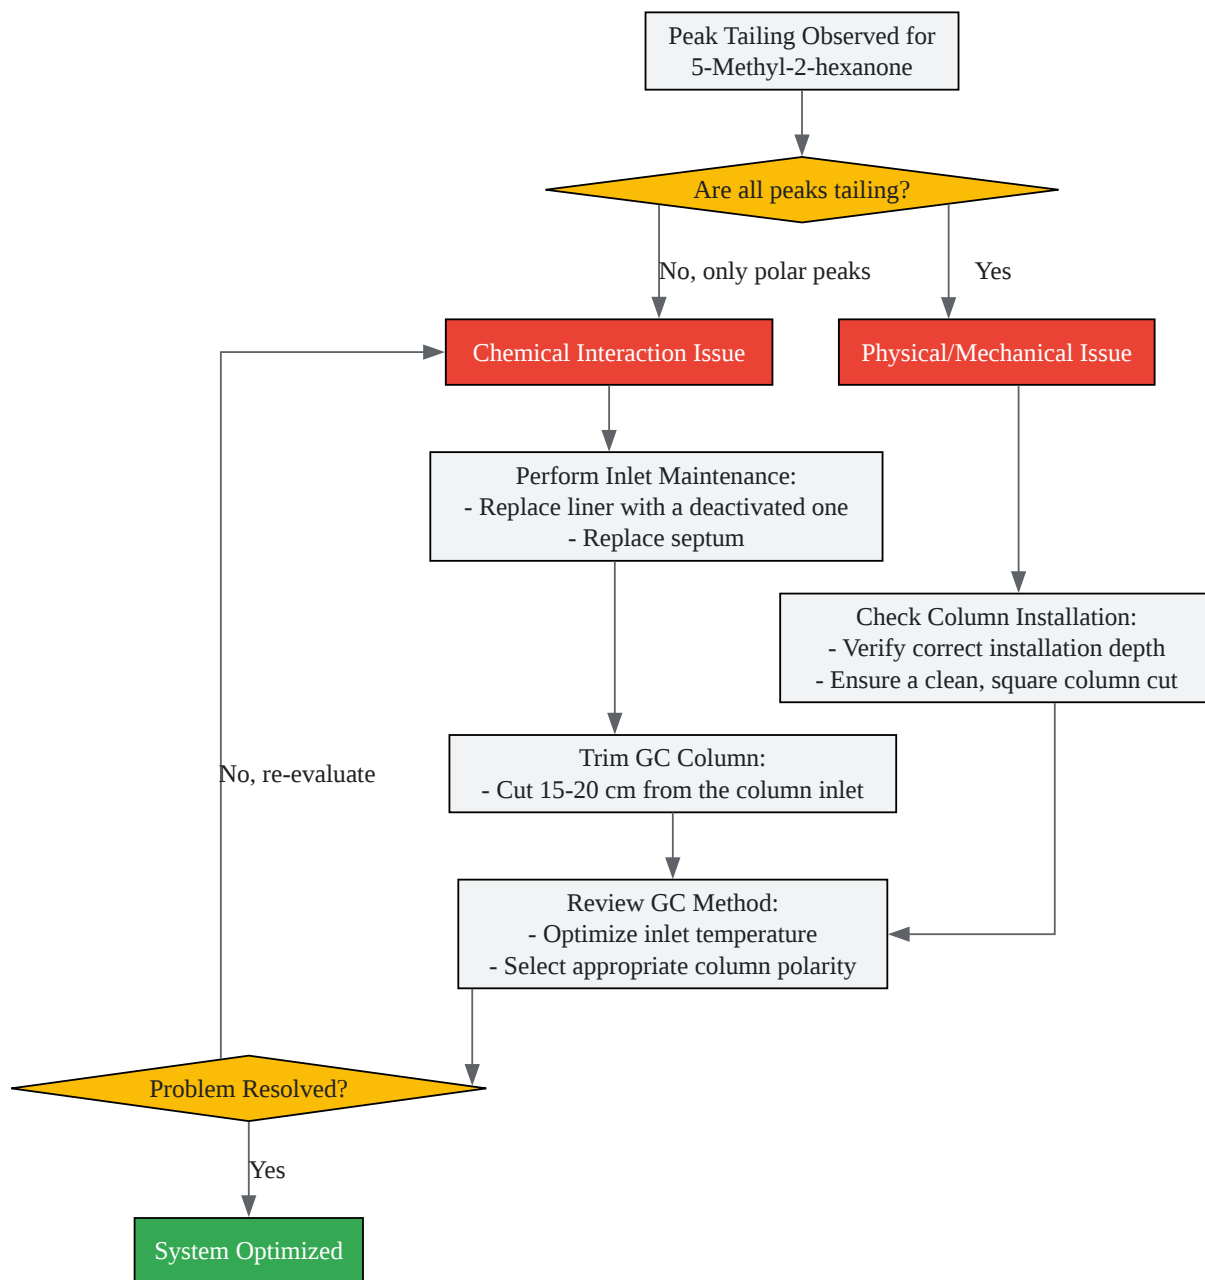 Peak Tailing Observed for
5-Methyl-2-hexanone
Are all peaks tailing?
No, only polar peaks
Yes
Chemical Interaction Issue
Physical/Mechanical Issue
Perform Inlet Maintenance:
- Replace liner with a deactivated one
- Replace septum
Check Column Installation:
- Verify correct installation depth
- Ensure a clean, square column cut
Trim GC Column:
- Cut 15-20 cm from the column inlet
No, re-evaluate
Review GC Method:
- Optimize inlet temperature
- Select appropriate column polarity
Problem Resolved?
Yes
System Optimized